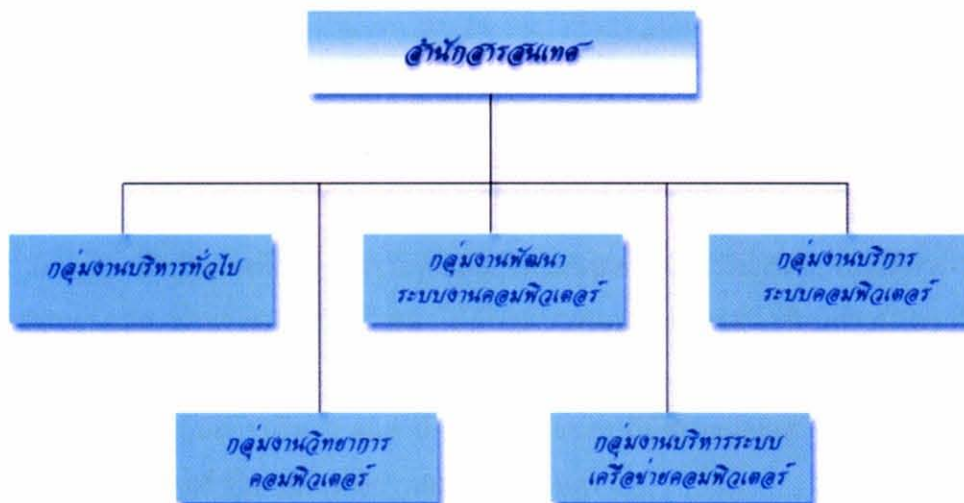 สำนักสารสนเทศ
กลุ่มงานบริหารทั่วไป
กลุ่มงานพัฒนา
ระบบงานคอมพิวเตอร์
กลุ่มงานบริการ
ระบบคอมพิวเตอร์
กลุ่มงานวิทยาการ
คอมพิวเตอร์
กลุ่มงานบริหารระบบ
เครือข่ายคอมพิวเตอร์